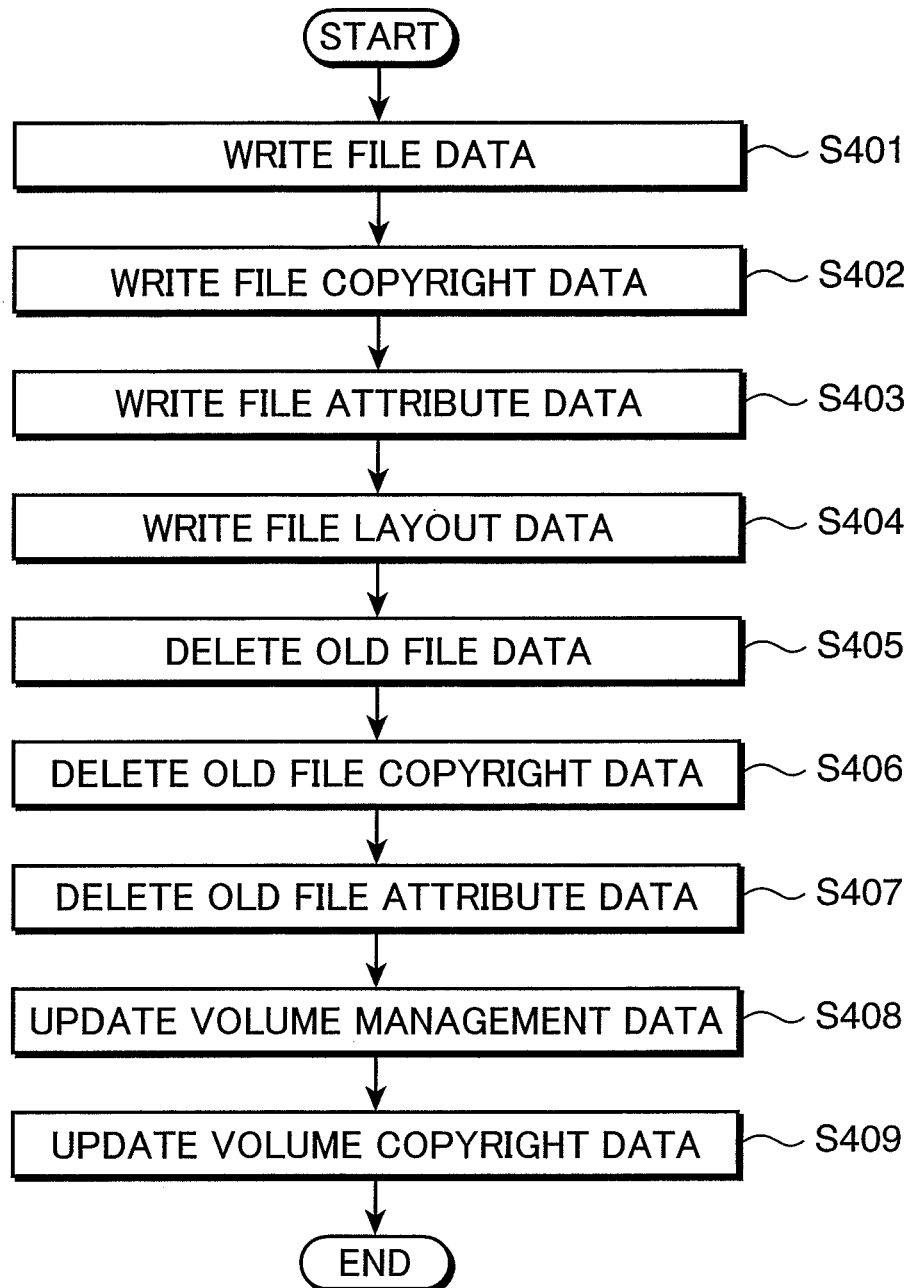 START
WRITE FILE DATA S401
WRITE FILE COPYRIGHT DATA S402
WRITE FILE ATTRIBUTE DATA S403
WRITE FILE LAYOUT DATA S404
DELETE OLD FILE DATA S405
DELETE OLD FILE COPYRIGHT DATA S406
DELETE OLD FILE ATTRIBUTE DATA S407
UPDATE VOLUME MANAGEMENT DATA S408
UPDATE VOLUME COPYRIGHT DATA S409
END